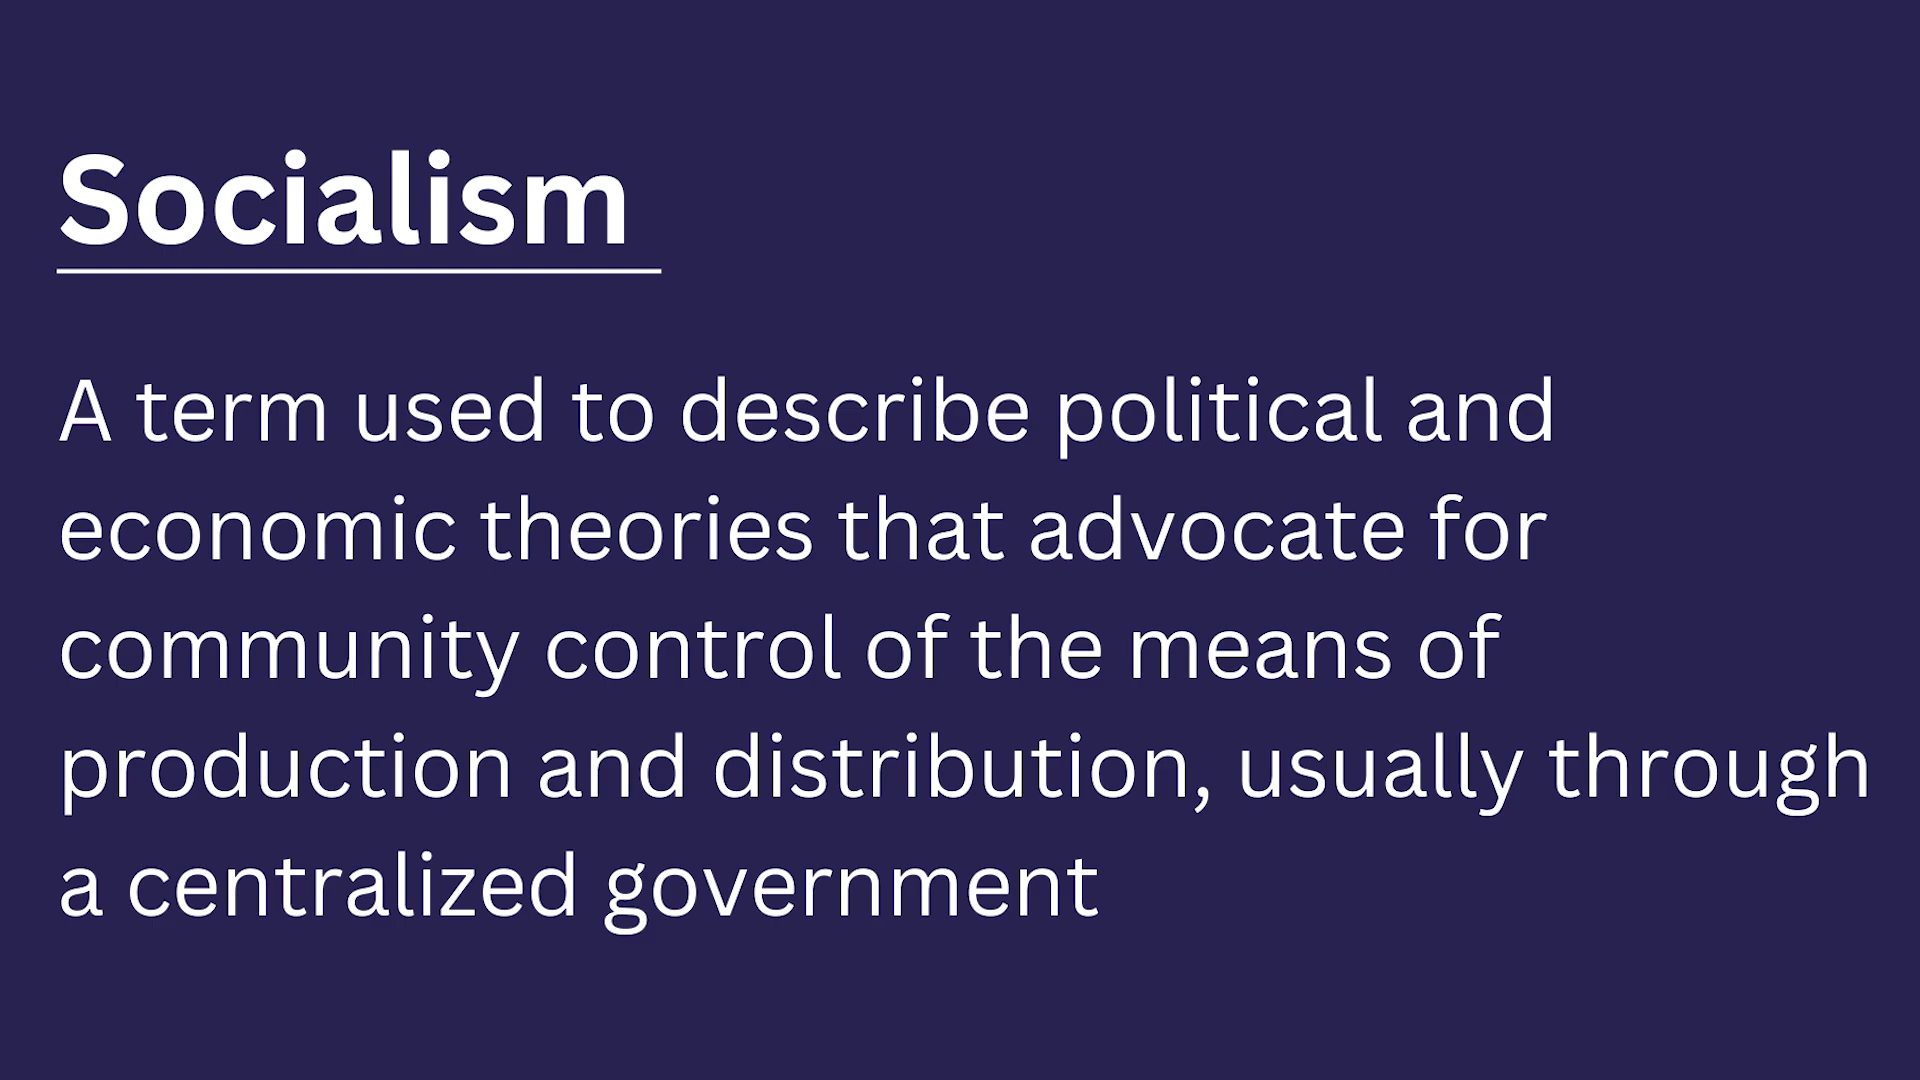 Socialism
A term used to describe political and
economic theories that advocate for
community control of the means of
production and distribution, usually through
a centralized government